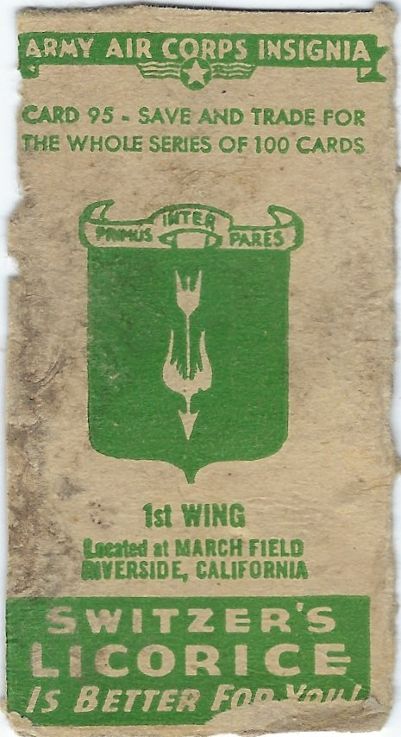 ARMY AIR CORPS INSIGNIA
CARD 95 - SAVE AND TRADE FOR
THE WHOLE SERIES OF 100 CARDS
PRIMUS INTER PARES
1st WING
Located at MARCH FIELD
RIVERSIDE, CALIFORNIA
SWITZER'S
LICORICE
IS BETTER FOR YOU!